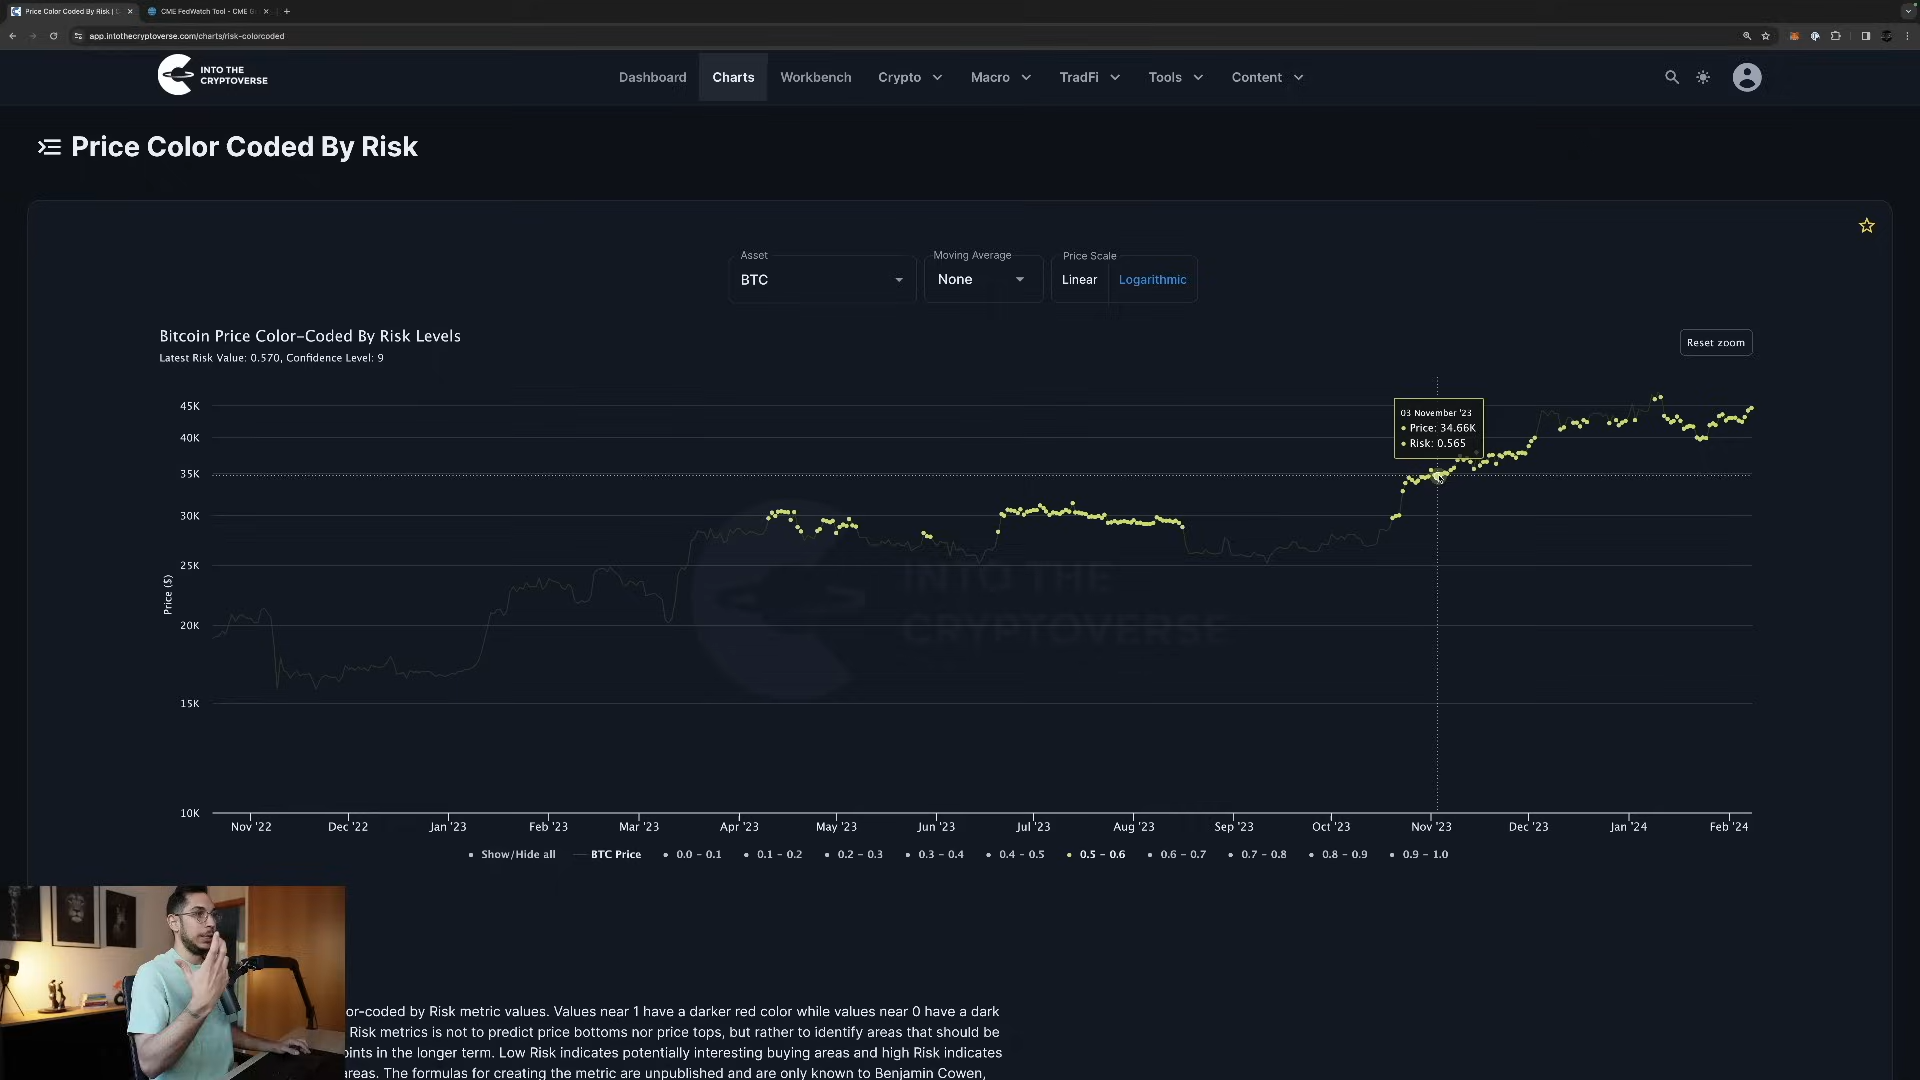 Price Color Coded By Risk |
CME FedWatch Tool - CME G
app.intothecryptoverse.com/charts/risk-colorcoded
INTO THE
CRYPTOVERSE
Dashboard
Charts
Workbench
Crypto
Macro
TradFi
Tools
Content
Price Color Coded By Risk
Asset
BTC
Moving Average
None
Price Scale
Linear
Logarithmic
Bitcoin Price Color-Coded By Risk Levels
Latest Risk Value: 0.570, Confidence Level: 9
Reset zoom
45K
40K
35K
30K
25K
20K
15K
10K
Price ($)
03 November '23
Price: 34.66K
Risk: 0.565
INTO THE
CRYPTOVERSE
Nov '22 Dec '22 Jan '23 Feb '23 Mar '23 Apr '23 May '23 Jun '23 Jul '23 Aug '23 Sep '23 Oct '23 Nov '23 Dec '23 Jan '24 Feb '24
Show/Hide all BTC Price 0.0 - 0.1 0.1 - 0.2 0.2 - 0.3 0.3 - 0.4 0.4 - 0.5 0.5 - 0.6 0.6 - 0.7 0.7 - 0.8 0.8 - 0.9 0.9 - 1.0
or-coded by Risk metric values. Values near 1 have a darker red color while values near 0 have a dark
Risk metrics is not to predict price bottoms nor price tops, but rather to identify areas that should be
oints in the longer term. Low Risk indicates potentially interesting buying areas and high Risk indicates
areas. The formulas for creating the metric are unpublished and are only known to Benjamin Cowen,